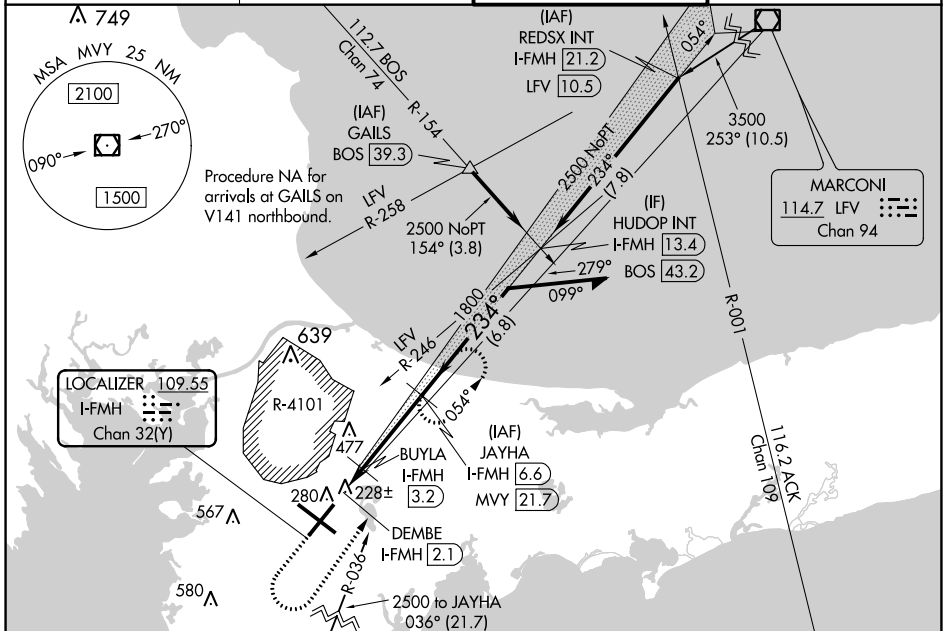 749
MSA MVY 25 NM
2100
090°
270°
1500
Procedure NA for
arrivals at GAILS on
V141 northbound.
112.7 BOS
Chan 74
R-154
(IAF)
GAILS
BOS 39.3
LFV
R-258
2500 NoPT
154° (3.8)
(IAF)
REDSX INT
I-FMH 21.2
LFV 10.5
054°
3500
253° (10.5)
MARCONI
114.7 LFV
Chan 94
2500 NoPT
234°
(7.8)
(IF)
HUDOP INT
I-FMH 13.4
BOS 43.2
279°
099°
R-001
116.2 ACK
Chan 109
1800
234°
(6.8)
LFV
R-246
054°
639
R-4101
LOCALIZER 109.55
I-FMH
Chan 32(Y)
477
BUYLA
I-FMH
3.2
(IAF)
JAYHA
I-FMH 6.6
MVY 21.7
280
228±
567
DEMBE
I-FMH 2.1
R-036
580
2500 to JAYHA
036° (21.7)